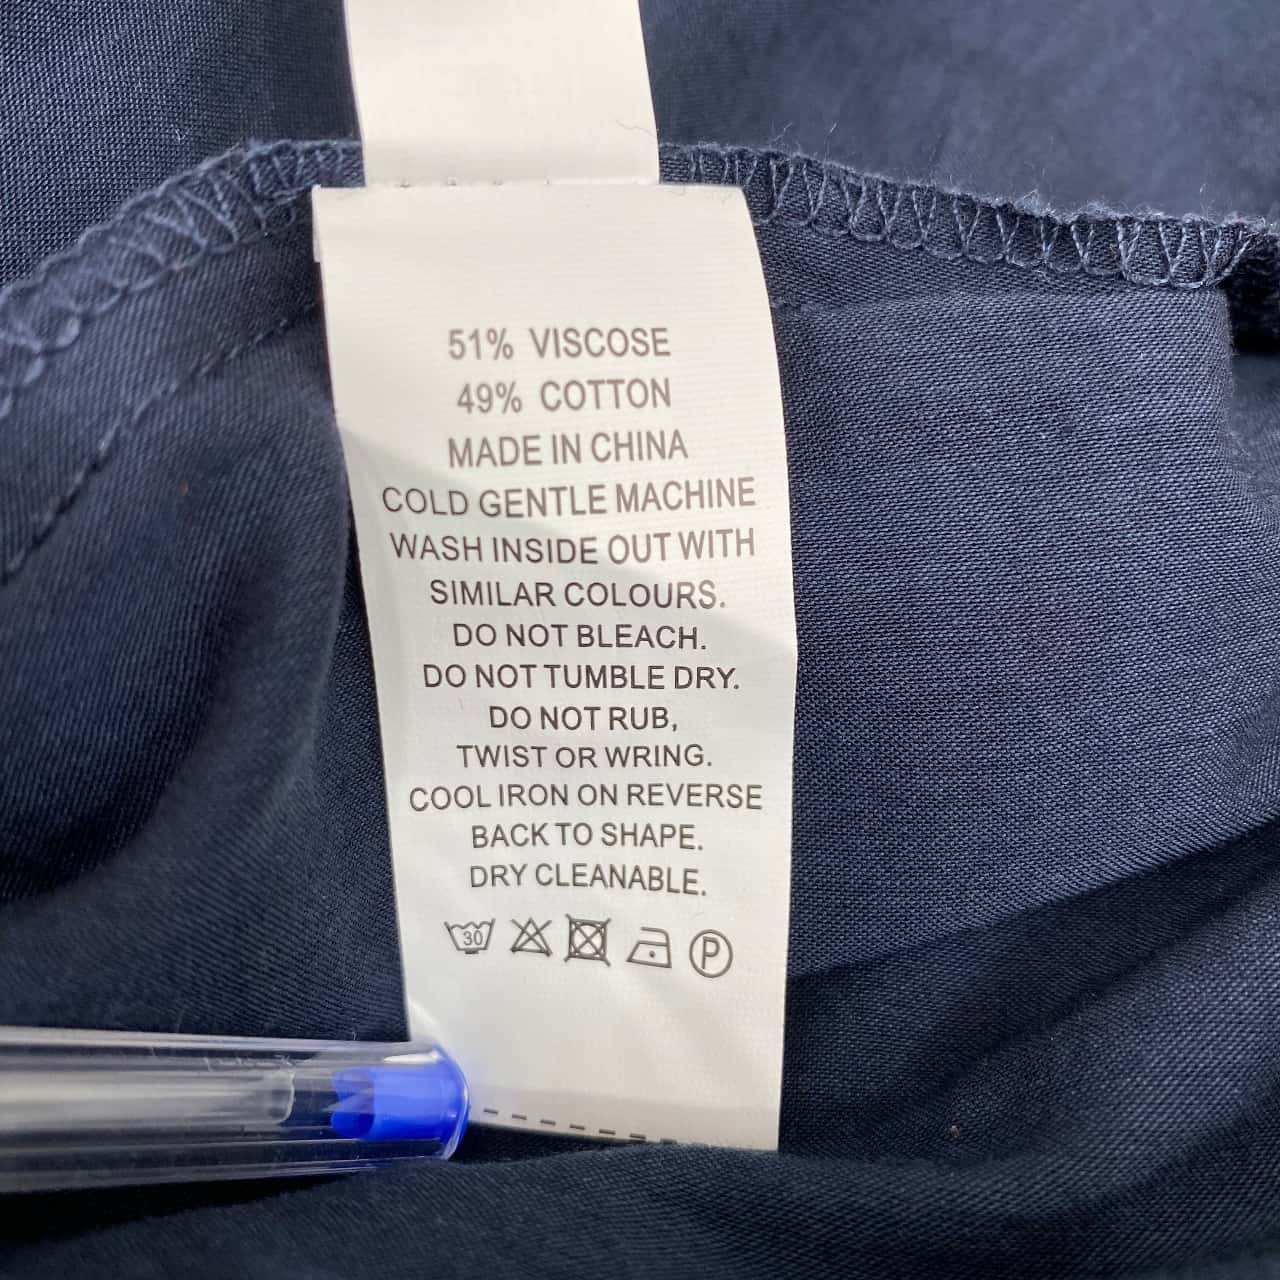 51% VISCOSE
49% COTTON
MADE IN CHINA
COLD GENTLE MACHINE
WASH INSIDE OUT WITH
SIMILAR COLOURS.
DO NOT BLEACH.
DO NOT TUMBLE DRY.
DO NOT RUB,
TWIST OR WRING.
COOL IRON ON REVERSE
BACK TO SHAPE.
DRY CLEANABLE.
30 P